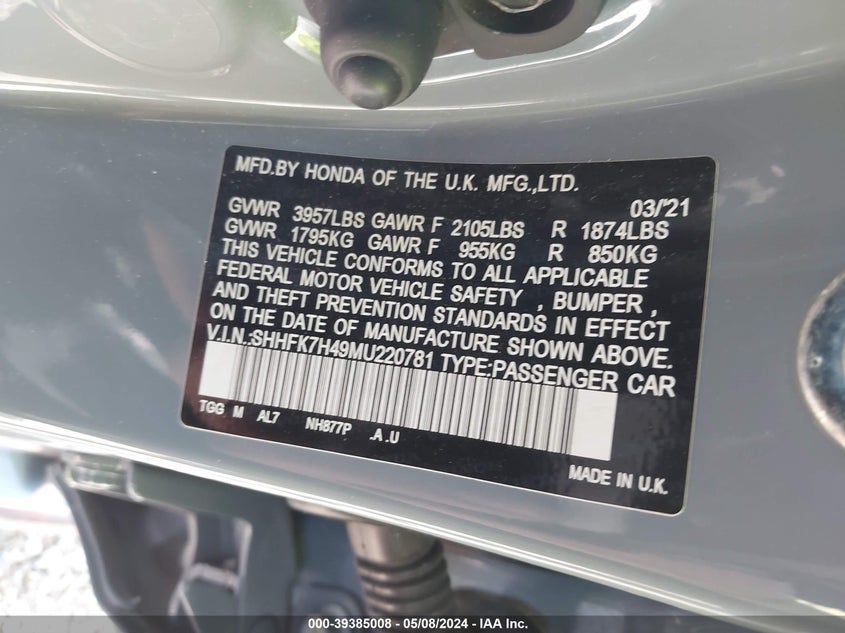 MFD.BY HONDA OF THE U.K. MFG.,LTD.
03/'21
GVWR 3957LBS GAWR F 2105LBS R 1874LBS
GVWR 1795KG GAWR F 955KG R 850KG
THIS VEHICLE CONFORMS TO ALL APPLICABLE
FEDERAL MOTOR VEHICLE SAFETY , BUMPER ,
AND THEFT PREVENTION STANDARDS IN EFFECT
ON THE DATE OF MANUFACTURE SHOWN ABOVE.
V.I.N.:SHHFK7H49MU220781 TYPE:PASSENGER CAR
TGG M AL7 NH877P .A .U
MADE IN U.K.
000-39385008 - 05/08/2024 - IAA, Inc.